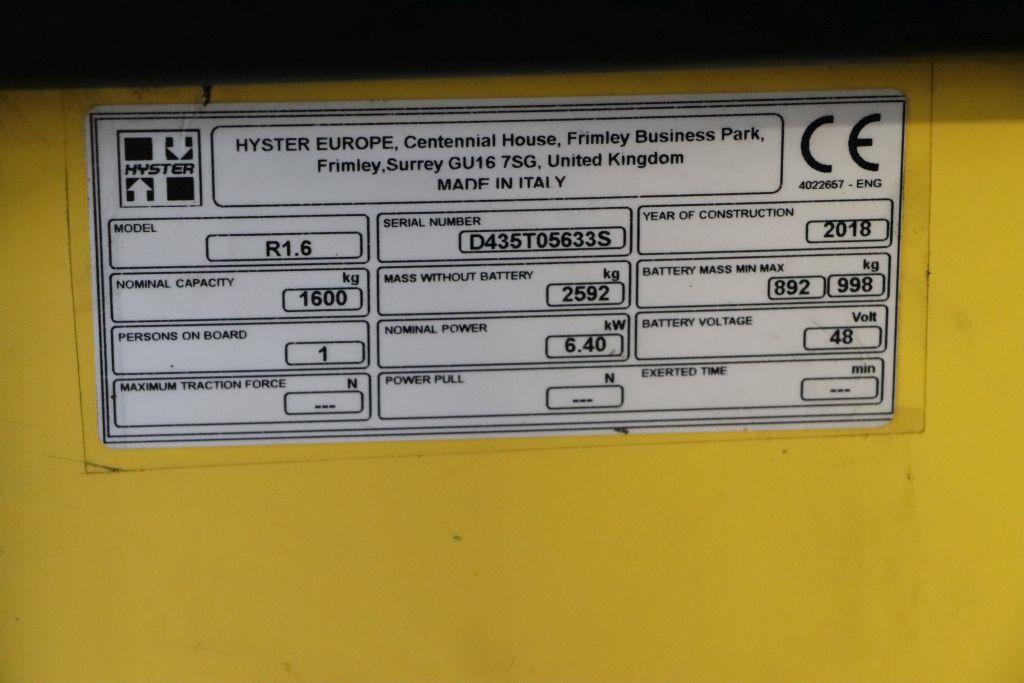 HYSTER
HYSTER EUROPE, Centennial House, Frimley Business Park,
Frimley,Surrey GU16 7SG, United Kingdom
MADE IN ITALY
CE
4022657 - ENG
MODEL
R1.6
SERIAL NUMBER
D435T05633S
YEAR OF CONSTRUCTION
2018
NOMINAL CAPACITY kg
1600
MASS WITHOUT BATTERY kg
2592
BATTERY MASS MIN MAX kg
892 998
PERSONS ON BOARD
1
NOMINAL POWER kW
6.40
BATTERY VOLTAGE Volt
48
MAXIMUM TRACTION FORCE N
---
POWER PULL N
---
EXERTED TIME min
---